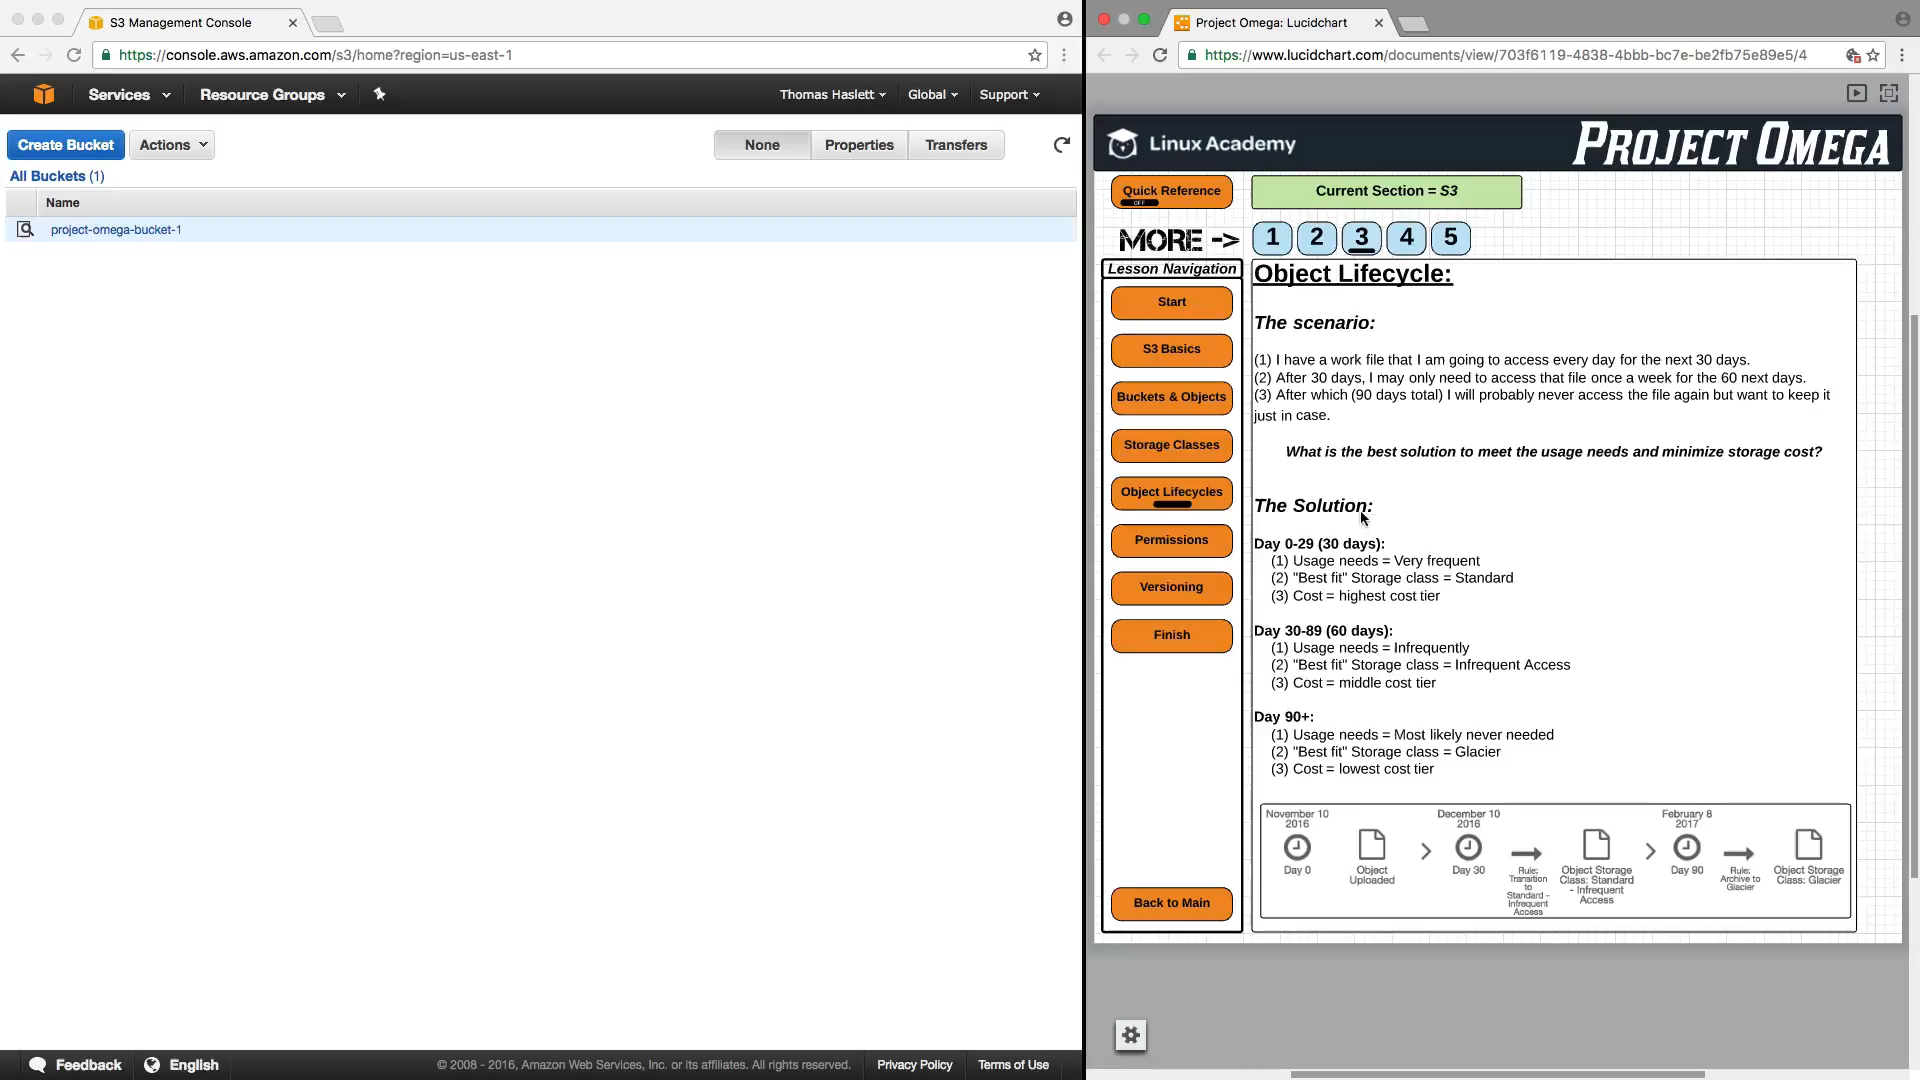 S3 Management Console
https://console.aws.amazon.com/s3/home?region=us-east-1
Services
Resource Groups
Thomas Haslett
Global
Support
Create Bucket
Actions
None
Properties
Transfers
All Buckets (1)
Name
project-omega-bucket-1
Feedback
English
© 2008 - 2016, Amazon Web Services, Inc. or its affiliates. All rights reserved.
Privacy Policy
Terms of Use
Project Omega: Lucidchart
https://www.lucidchart.com/documents/view/703f6119-4838-4bbb-bc7e-be2fb75e89e5/4
Linux Academy
PROJECT OMEGA
Quick Reference
OFF
Current Section = S3
MORE ->
1
2
3
4
5
Lesson Navigation
Start
S3 Basics
Buckets & Objects
Storage Classes
Object Lifecycles
Permissions
Versioning
Finish
Back to Main
Object Lifecycle:
The scenario:
(1) I have a work file that I am going to access every day for the next 30 days.
(2) After 30 days, I may only need to access that file once a week for the 60 next days.
(3) After which (90 days total) I will probably never access the file again but want to keep it
just in case.
What is the best solution to meet the usage needs and minimize storage cost?
The Solution:
Day 0-29 (30 days):
(1) Usage needs = Very frequent
(2) "Best fit" Storage class = Standard
(3) Cost = highest cost tier
Day 30-89 (60 days):
(1) Usage needs = Infrequently
(2) "Best fit" Storage class = Infrequent Access
(3) Cost = middle cost tier
Day 90+:
(1) Usage needs = Most likely never needed
(2) "Best fit" Storage class = Glacier
(3) Cost = lowest cost tier
November 10
2016
Day 0
Object
Uploaded
December 10
2016
Day 30
Rule:
Transition
to
Standard -
Infrequent
Access
Object Storage
Class: Standard
- Infrequent
Access
February 8
2017
Day 90
Rule:
Archive to
Glacier
Object Storage
Class: Glacier